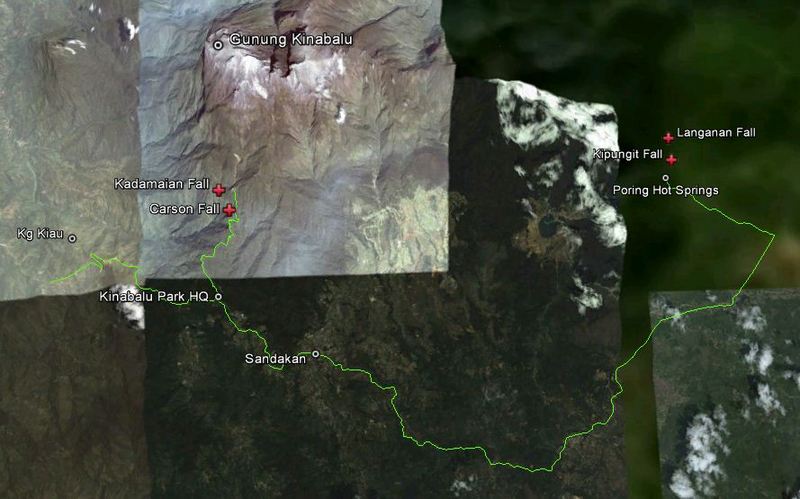 Gunung Kinabalu
Langanan Fall
Kipungit Fall
Kadamaian Fall
Poring Hot Springs
Carson Fall
Kg Kiau
Kinabalu Park HQ
Sandakan